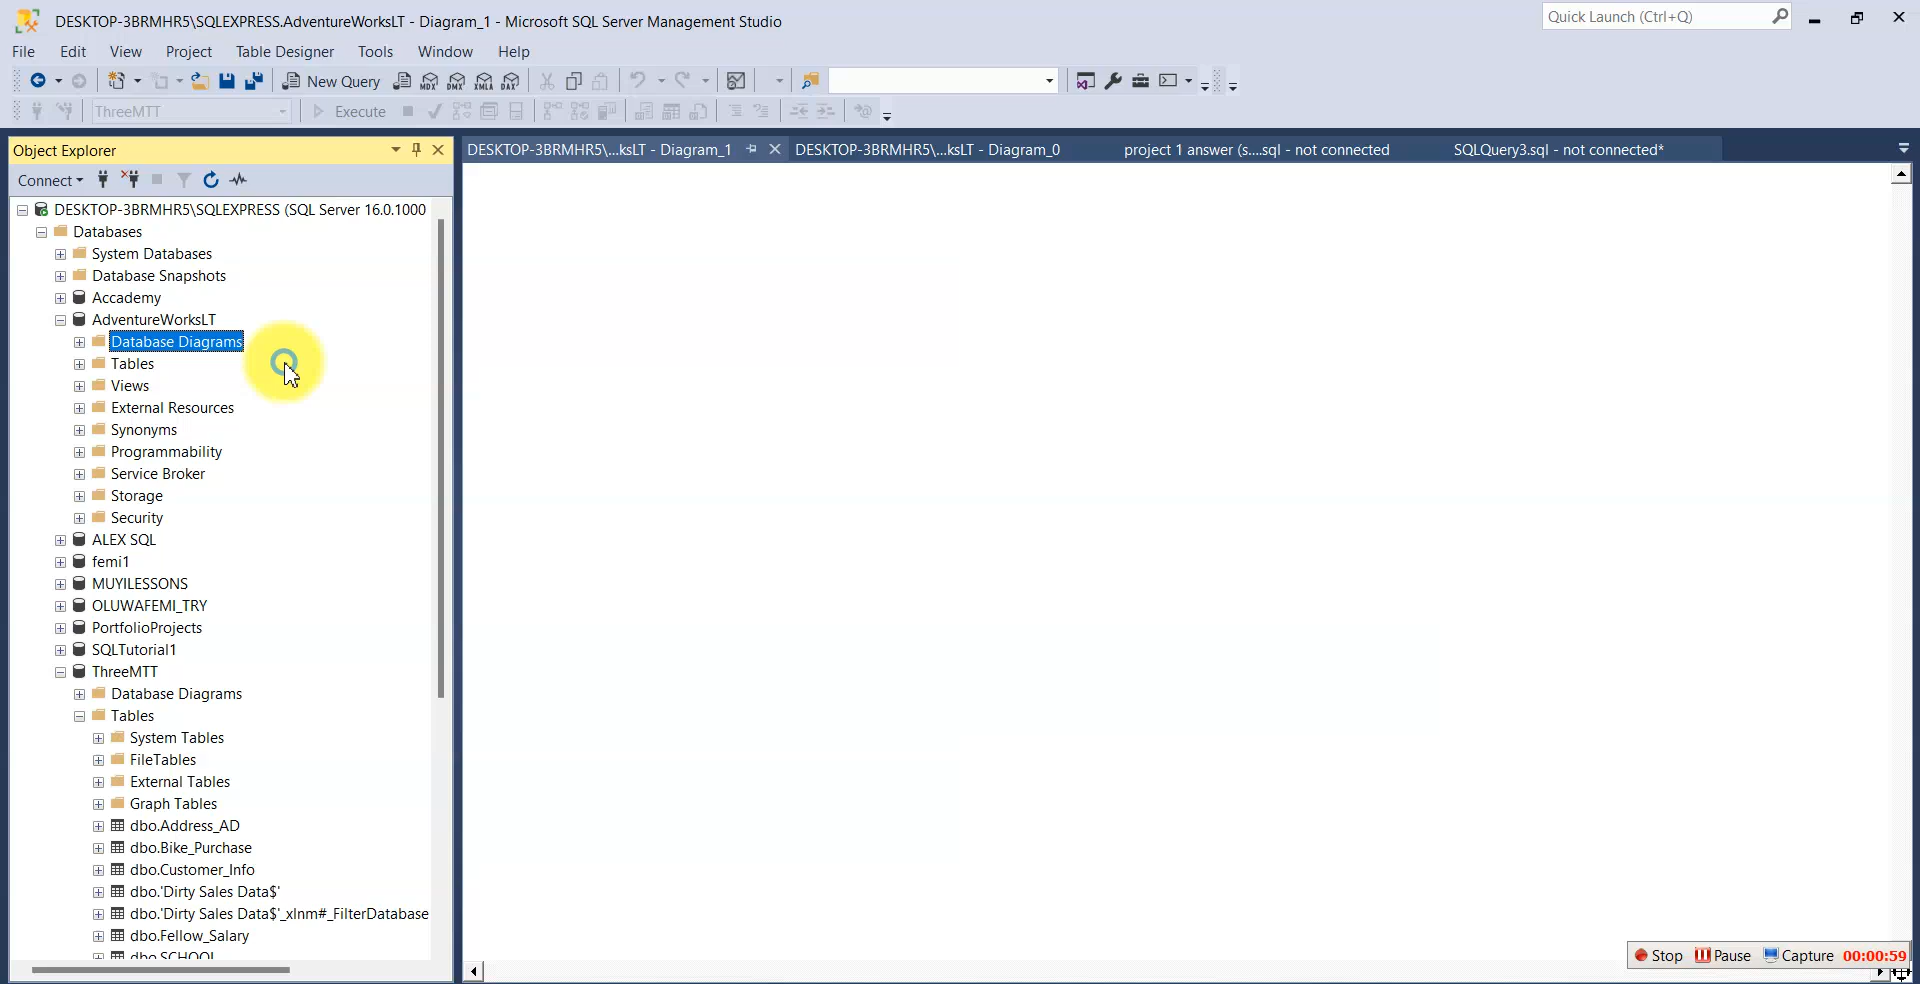 DESKTOP-3BRMHR5\SQLEXPRESS.AdventureWorksLT - Diagram_1 - Microsoft SQL Server Management Studio
Quick Launch (Ctrl+Q)
File Edit View Project Table Designer Tools Window Help
New Query MDX DMX XMLA DAX
ThreeMTT Execute
Object Explorer
DESKTOP-3BRMHR5\...ksLT - Diagram_1 DESKTOP-3BRMHR5\...ksLT - Diagram_0 project 1 answer (s....sql - not connected SQLQuery3.sql - not connected*
Connect
DESKTOP-3BRMHR5\SQLEXPRESS (SQL Server 16.0.1000
Databases
System Databases
Database Snapshots
Accademy
AdventureWorksLT
Database Diagrams
Tables
Views
External Resources
Synonyms
Programmability
Service Broker
Storage
Security
ALEX SQL
femi1
MUYILESSONS
OLUWAFEMI_TRY
PortfolioProjects
SQLTutorial1
ThreeMTT
Database Diagrams
Tables
System Tables
FileTables
External Tables
Graph Tables
dbo.Address_AD
dbo.Bike_Purchase
dbo.Customer_Info
dbo.'Dirty Sales Data$'
dbo.'Dirty Sales Data$'_xlnm#_FilterDatabase
dbo.Fellow_Salary
dbo.SCHOOL
Stop Pause Capture 00:00:59